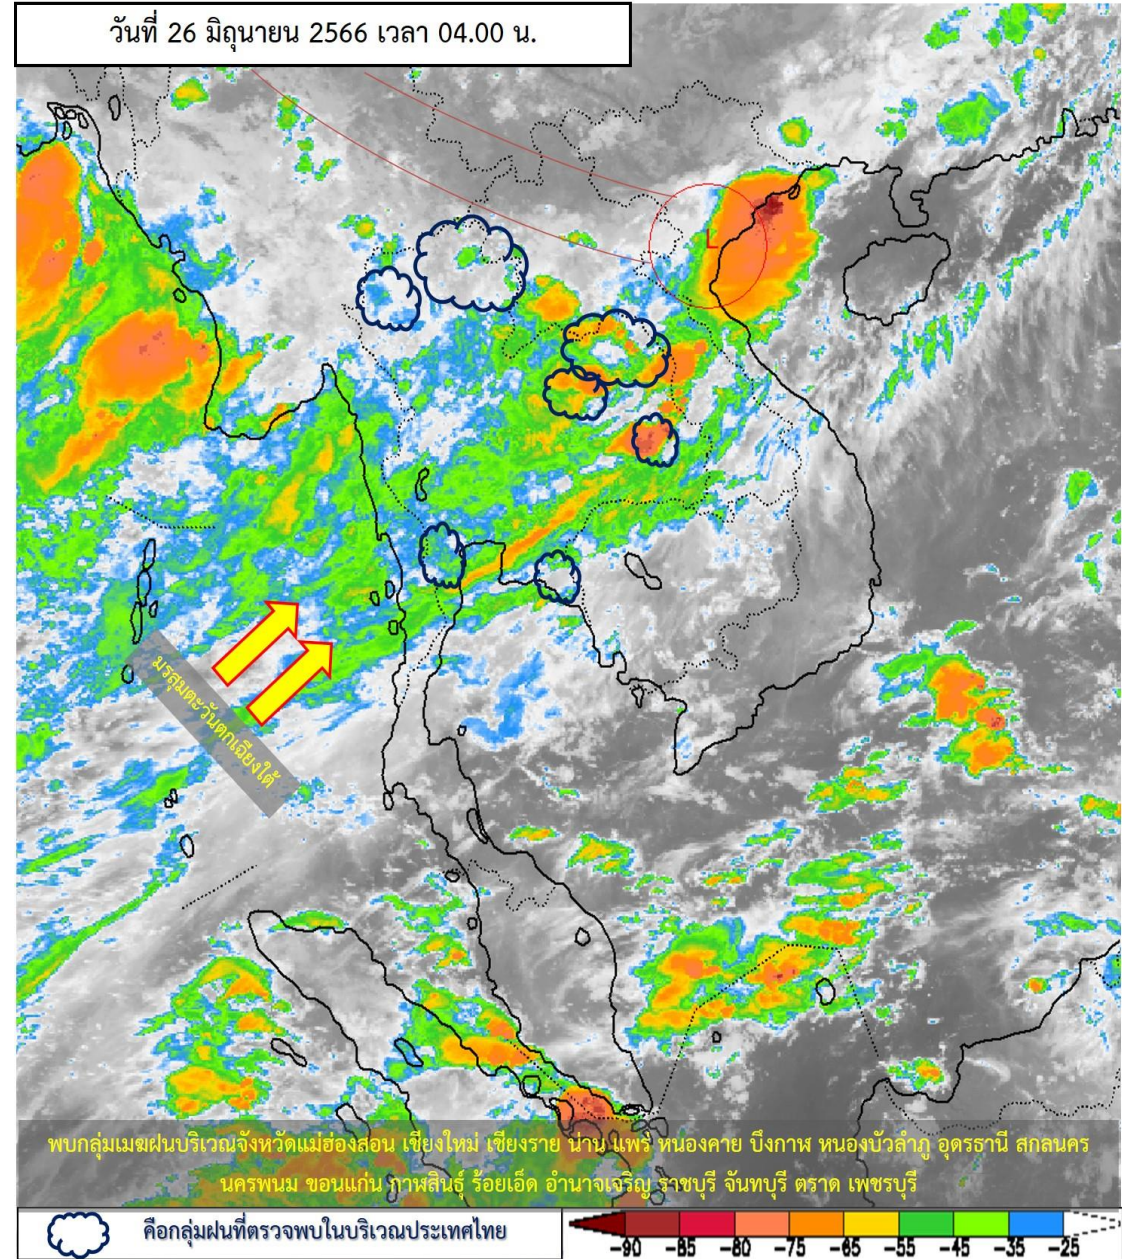 วันที่ 26 มิถุนายน 2566 เวลา 04.00 น.
L
มรสุมตะวันตกเฉียงใต้
พบกลุ่มเมฆฝนบริเวณจังหวัดแม่ฮ่องสอน เชียงใหม่ เชียงราย น่าน แพร่ หนองคาย บึงกาฬ หนองบัวลำภู อุดรธานี สกลนคร
นครพนม ขอนแก่น กาฬสินธุ์ ร้อยเอ็ด อำนาจเจริญ ราชบุรี จันทบุรี ตราด เพชรบุรี
คือกลุ่มฝนที่ตรวจพบในบริเวณประเทศไทย
-90 -85 -80 -75 -65 -55 -45 -35 -25